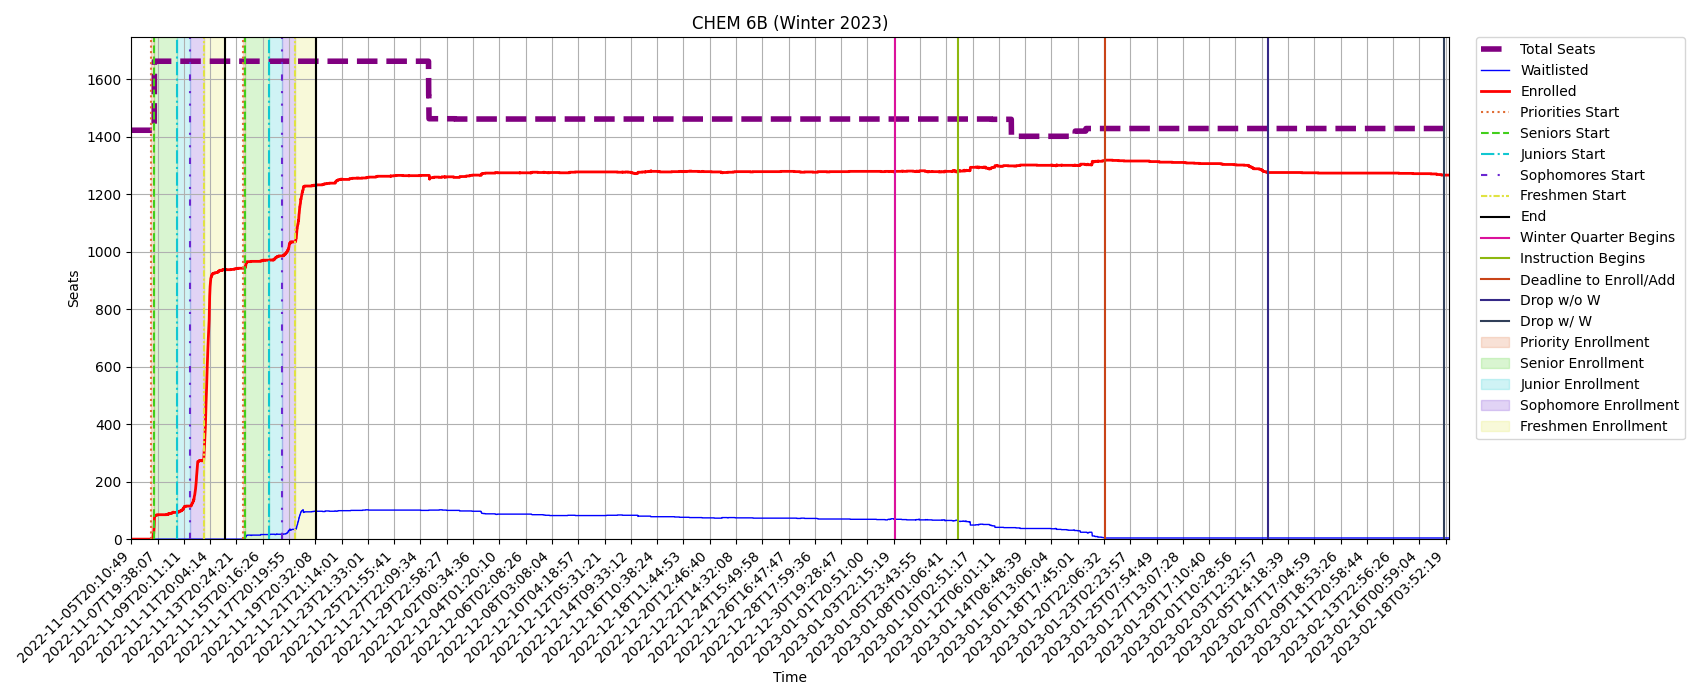 CHEM 6B (Winter 2023)
Seats
1600
1400
1200
1000
800
600
400
200
0
2022-11-05T20:10:49
2022-11-07T19:38:07
2022-11-09T20:11:11
2022-11-11T20:04:14
2022-11-13T20:24:21
2022-11-15T20:16:26
2022-11-17T20:19:55
2022-11-19T20:32:08
2022-11-21T21:14:01
2022-11-23T21:33:01
2022-11-25T21:55:41
2022-11-27T22:09:34
2022-11-29T22:58:27
2022-12-02T00:34:36
2022-12-04T01:20:10
2022-12-06T02:08:26
2022-12-08T03:08:04
2022-12-10T04:18:57
2022-12-12T05:31:21
2022-12-14T09:33:12
2022-12-16T10:38:24
2022-12-18T11:44:53
2022-12-20T12:46:40
2022-12-22T14:32:08
2022-12-24T15:49:58
2022-12-26T16:47:47
2022-12-28T17:59:36
2022-12-30T19:28:47
2023-01-01T20:51:00
2023-01-03T22:15:19
2023-01-05T23:43:55
2023-01-08T01:06:41
2023-01-10T02:51:17
2023-01-12T06:01:11
2023-01-14T08:48:39
2023-01-16T13:06:04
2023-01-18T17:45:01
2023-01-20T22:06:32
2023-01-23T02:23:57
2023-01-25T07:54:49
2023-01-27T13:07:28
2023-01-29T17:10:40
2023-02-01T10:28:56
2023-02-03T12:32:57
2023-02-05T14:18:39
2023-02-07T17:04:59
2023-02-09T18:53:26
2023-02-11T20:58:44
2023-02-13T22:56:26
2023-02-16T00:59:04
2023-02-18T03:52:19
Time
Total Seats
Waitlisted
Enrolled
Priorities Start
Seniors Start
Juniors Start
Sophomores Start
Freshmen Start
End
Winter Quarter Begins
Instruction Begins
Deadline to Enroll/Add
Drop w/o W
Drop w/ W
Priority Enrollment
Senior Enrollment
Junior Enrollment
Sophomore Enrollment
Freshmen Enrollment